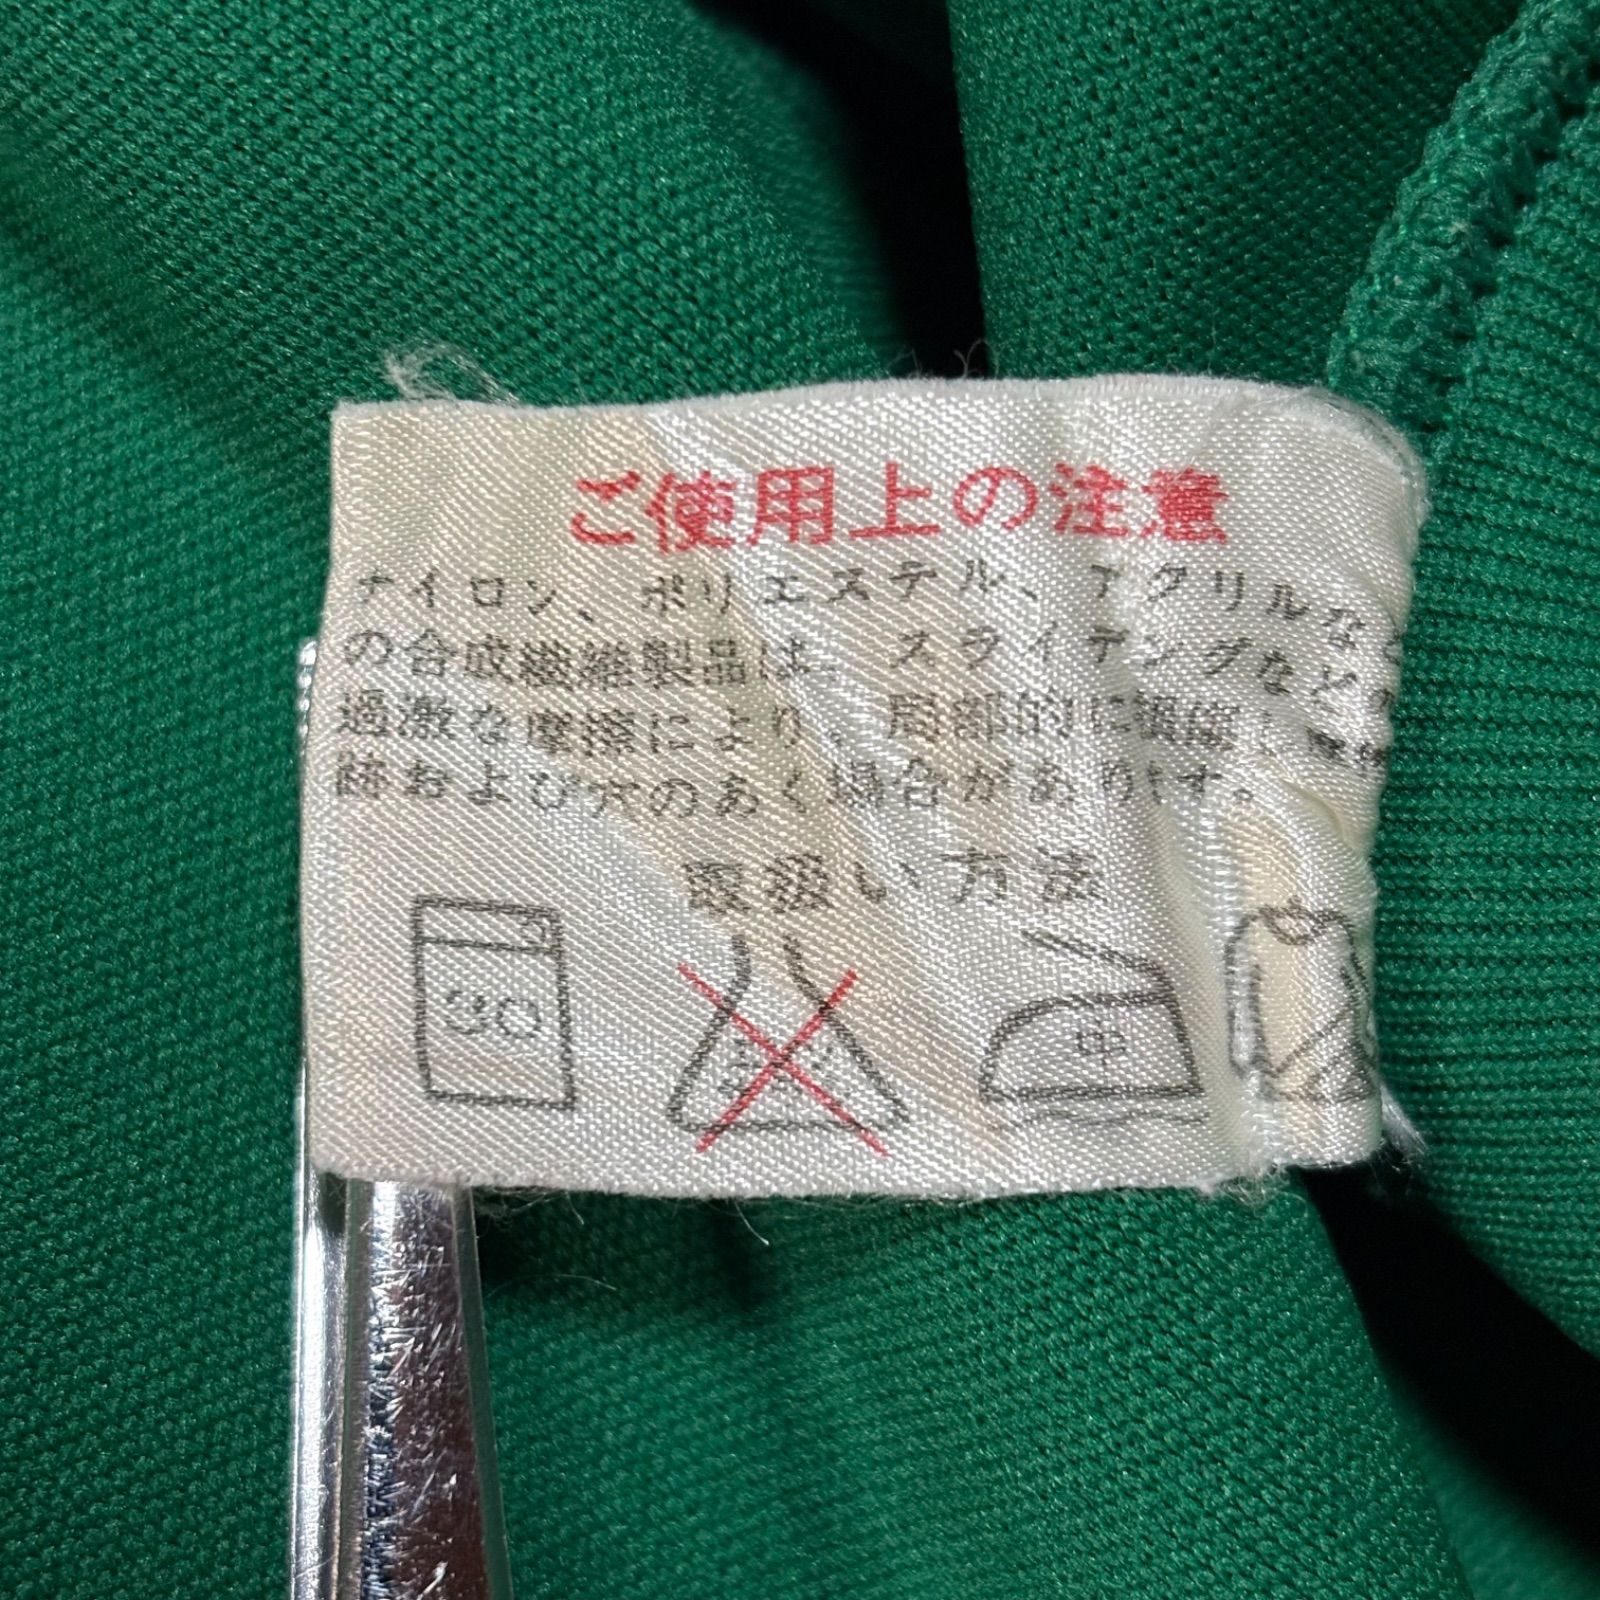 ご使用上の注意
ナイロン、ポリエステル、アクリルな
の合成繊維製品は、スライデングなど
過激な摩擦により、局部的に
跡および穴のあく場合があります。
取扱い方法
30
中